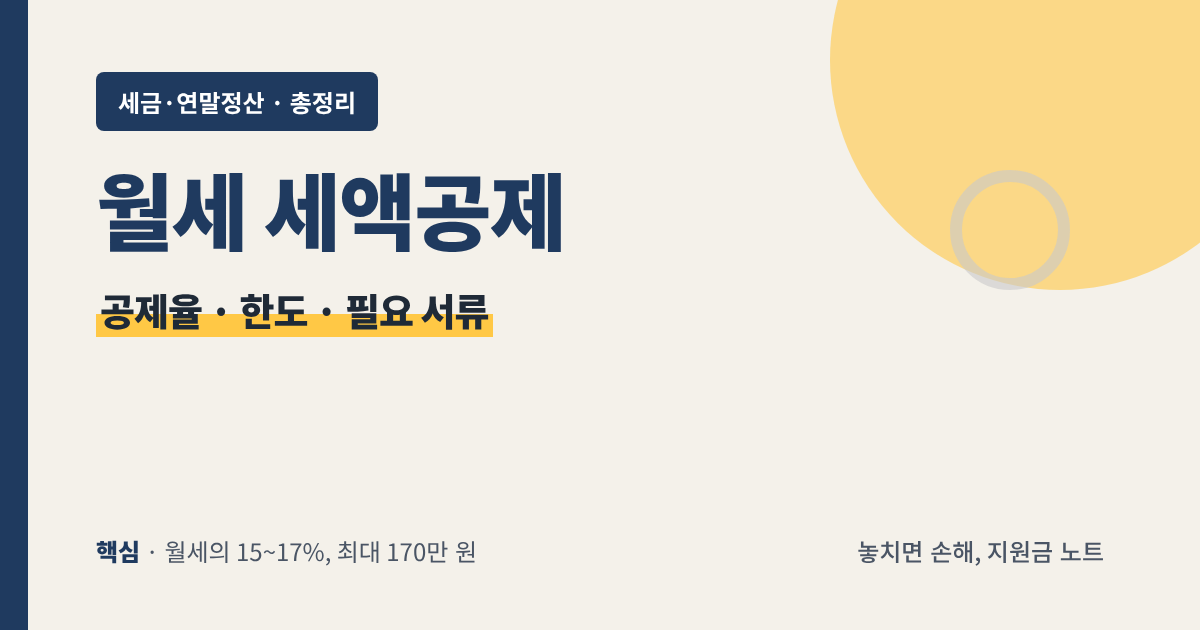 세금·연말정산 · 총정리
월세 세액공제
공제율 · 한도 · 필요 서류
핵심 · 월세의 15~17%, 최대 170만 원
놓치면 손해, 지원금 노트